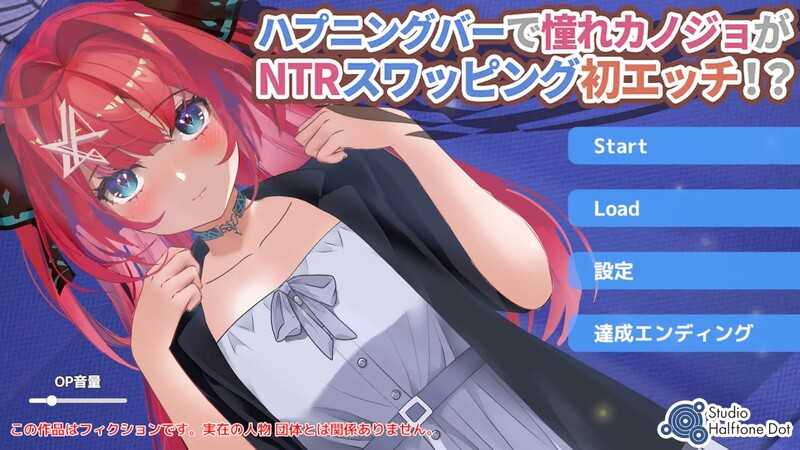 ハプニングバーで憧れカノジョが
NTRスワッピング初エッチ!?
Start
Load
設定
達成エンディング
OP音量
この作品はフィクションです。実在の人物 団体とは関係ありません。
Studio
Halftone Dot